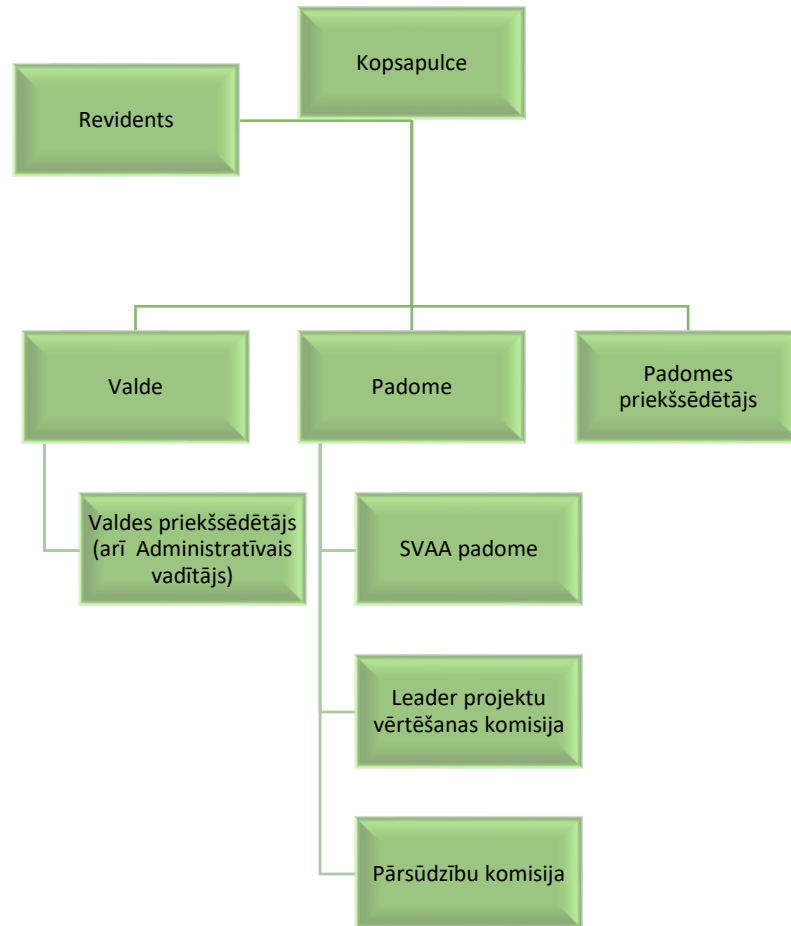 Kopsapulce
Revidents
Valde
Padome
Padomes
priekšsēdētājs
Valdes priekšsēdētājs
(arī Administratīvais
vadītājs)
SVAA padome
Leader projektu
vērtēšanas komisija
Pārsūdzību komisija